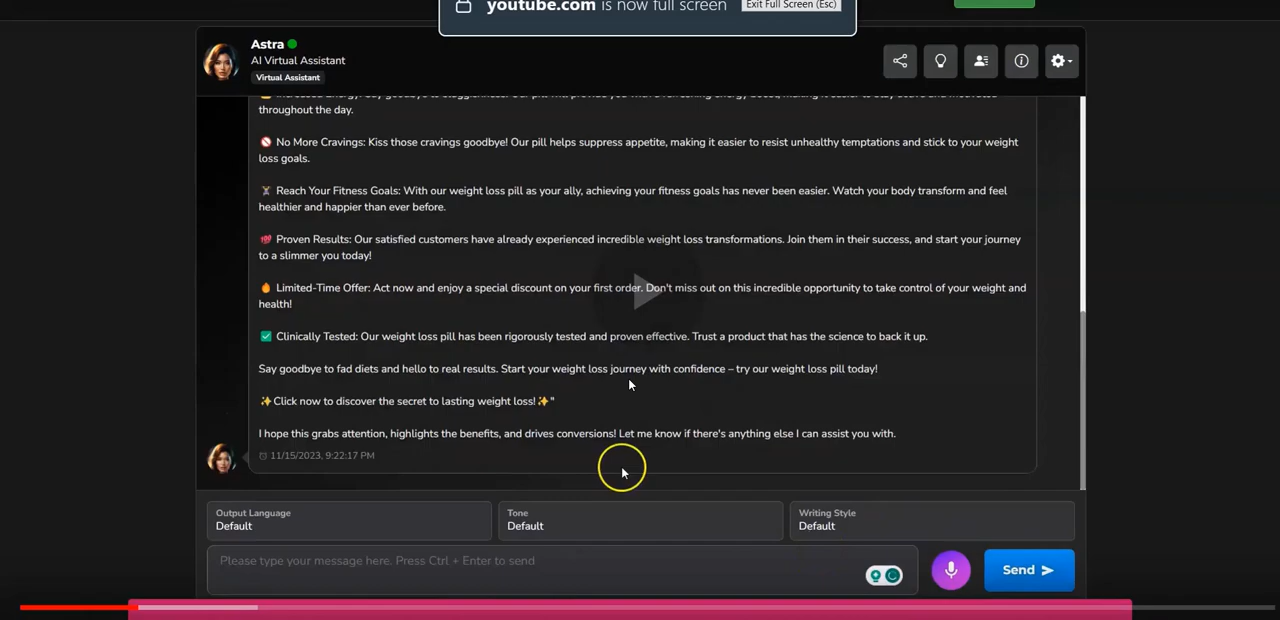 youtube.com is now full screen Exit Full Screen (Esc)
Astra
AI Virtual Assistant
Virtual Assistant
throughout the day.
🚫 No More Cravings: Kiss those cravings goodbye! Our pill helps suppress appetite, making it easier to resist unhealthy temptations and stick to your weight
loss goals.
🏋️ Reach Your Fitness Goals: With our weight loss pill as your ally, achieving your fitness goals has never been easier. Watch your body transform and feel
healthier and happier than ever before.
💯 Proven Results: Our satisfied customers have already experienced incredible weight loss transformations. Join them in their success, and start your journey
to a slimmer you today!
🔥 Limited-Time Offer: Act now and enjoy a special discount on your first order. Don't miss out on this incredible opportunity to take control of your weight and
health!
✅ Clinically Tested: Our weight loss pill has been rigorously tested and proven effective. Trust a product that has the science to back it up.
Say goodbye to fad diets and hello to real results. Start your weight loss journey with confidence – try our weight loss pill today!
✨Click now to discover the secret to lasting weight loss!✨"
I hope this grabs attention, highlights the benefits, and drives conversions! Let me know if there's anything else I can assist you with.
11/15/2023, 9:22:17 PM
Output Language
Default
Tone
Default
Writing Style
Default
Please type your message here. Press Ctrl + Enter to send
Send